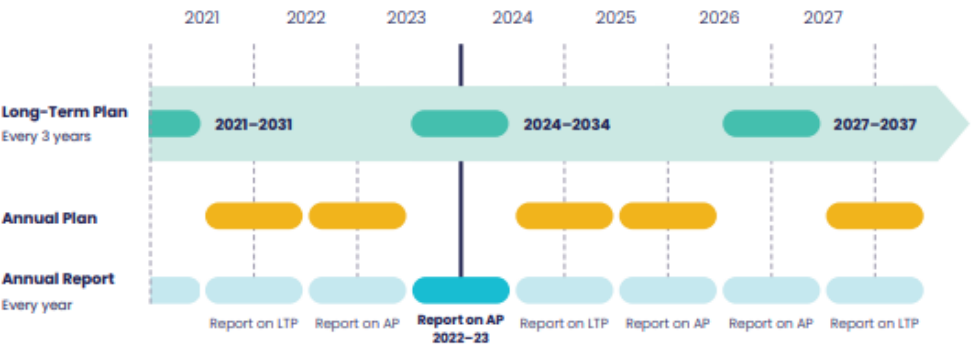 2021 2022 2023 2024 2025 2026 2027
Long-Term Plan
Every 3 years
2021–2031 2024–2034 2027–2037
Annual Plan
Annual Report
Every year
Report on LTP Report on AP Report on AP Report on LTP Report on AP Report on AP Report on LTP
2022–23